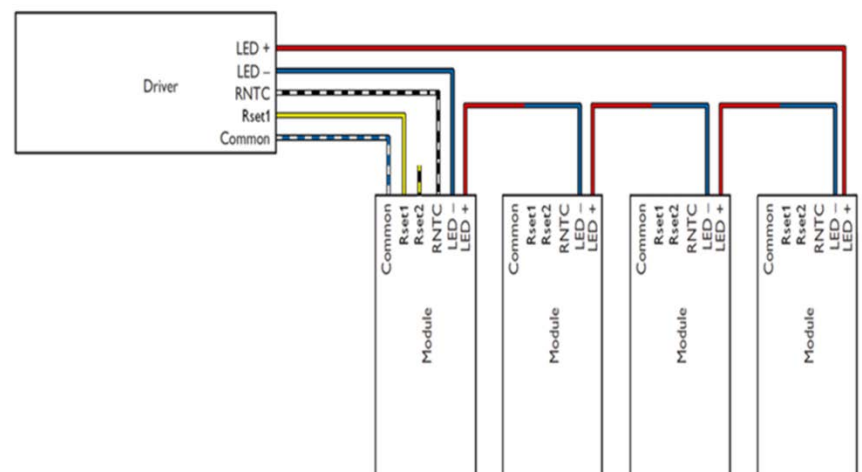 LED +
LED –
Driver
RNTC
Rset1
Common
Common
Rset1
Rset2
RNTC
LED –
LED +
Module
Common
Rset1
Rset2
RNTC
LED –
LED +
Module
Common
Rset1
Rset2
RNTC
LED –
LED +
Module
Common
Rset1
Rset2
RNTC
LED –
LED +
Module